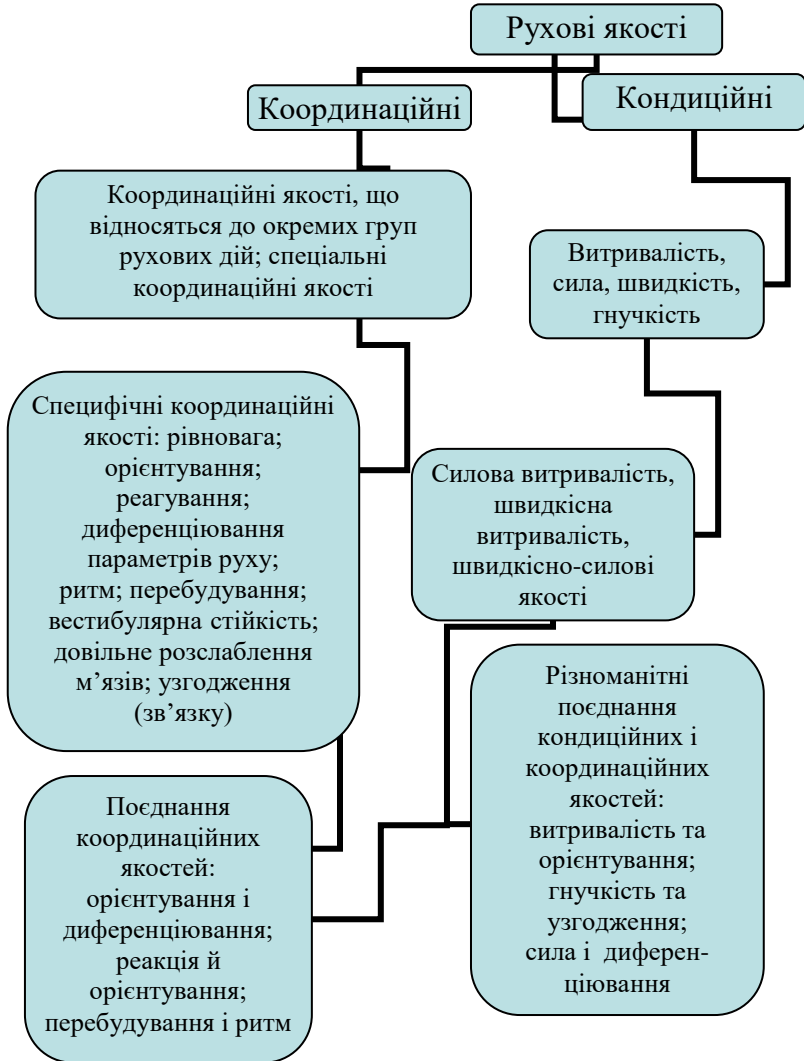 Рухові якості
Координаційні
Кондиційні
Координаційні якості, що
відносяться до окремих груп
рухових дій; спеціальні
координаційні якості
Витривалість,
сила, швидкість,
гнучкість
Специфічні координаційні
якості: рівновага;
орієнтування;
реагування;
диференціювання
параметрів руху;
ритм; перебудування;
вестибулярна стійкість;
довільне розслаблення
м’язів; узгодження
(зв’язку)
Силова витривалість,
швидкісна
витривалість,
швидкісно-силові
якості
Поєднання
координаційних
якостей:
орієнтування і
диференціювання;
реакція й
орієнтування;
перебудування і ритм
Різноманітні
поєднання
кондиційних і
координаційних
якостей:
витривалість та
орієнтування;
гнучкість та
узгодження;
сила і диферен-
ціювання